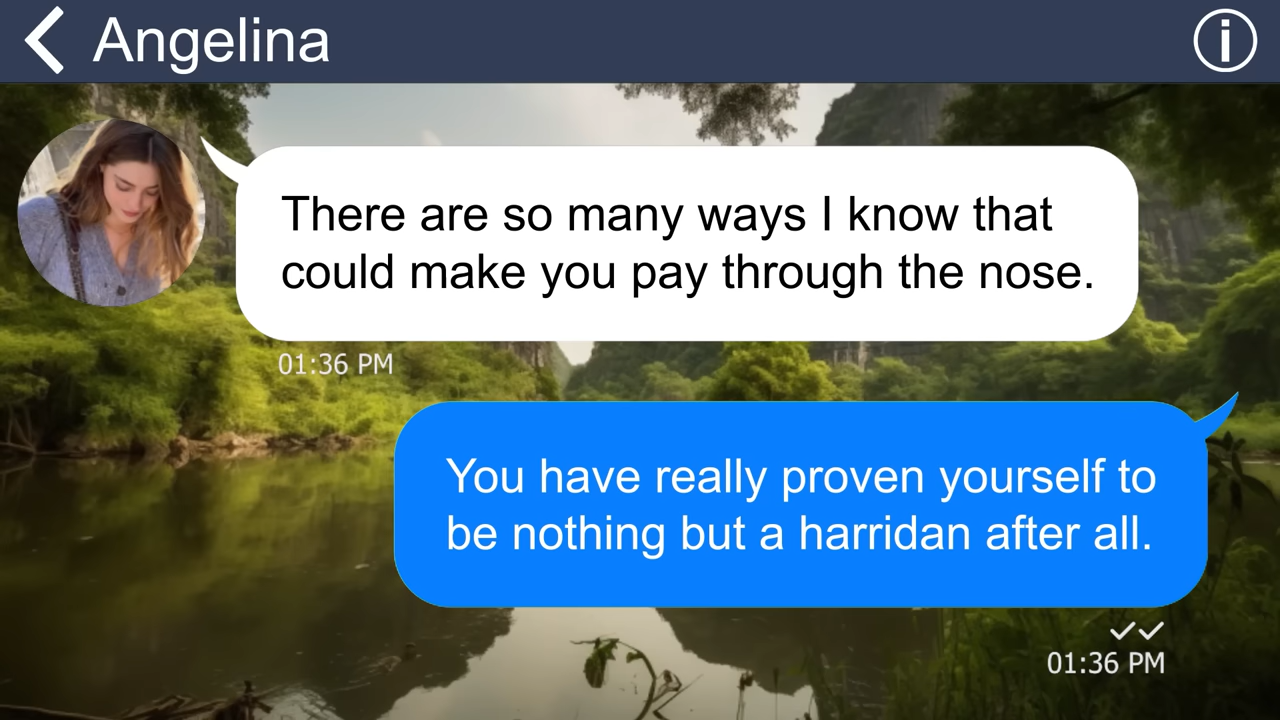 Angelina
There are so many ways I know that
could make you pay through the nose.
01:36 PM
You have really proven yourself to
be nothing but a harridan after all.
01:36 PM